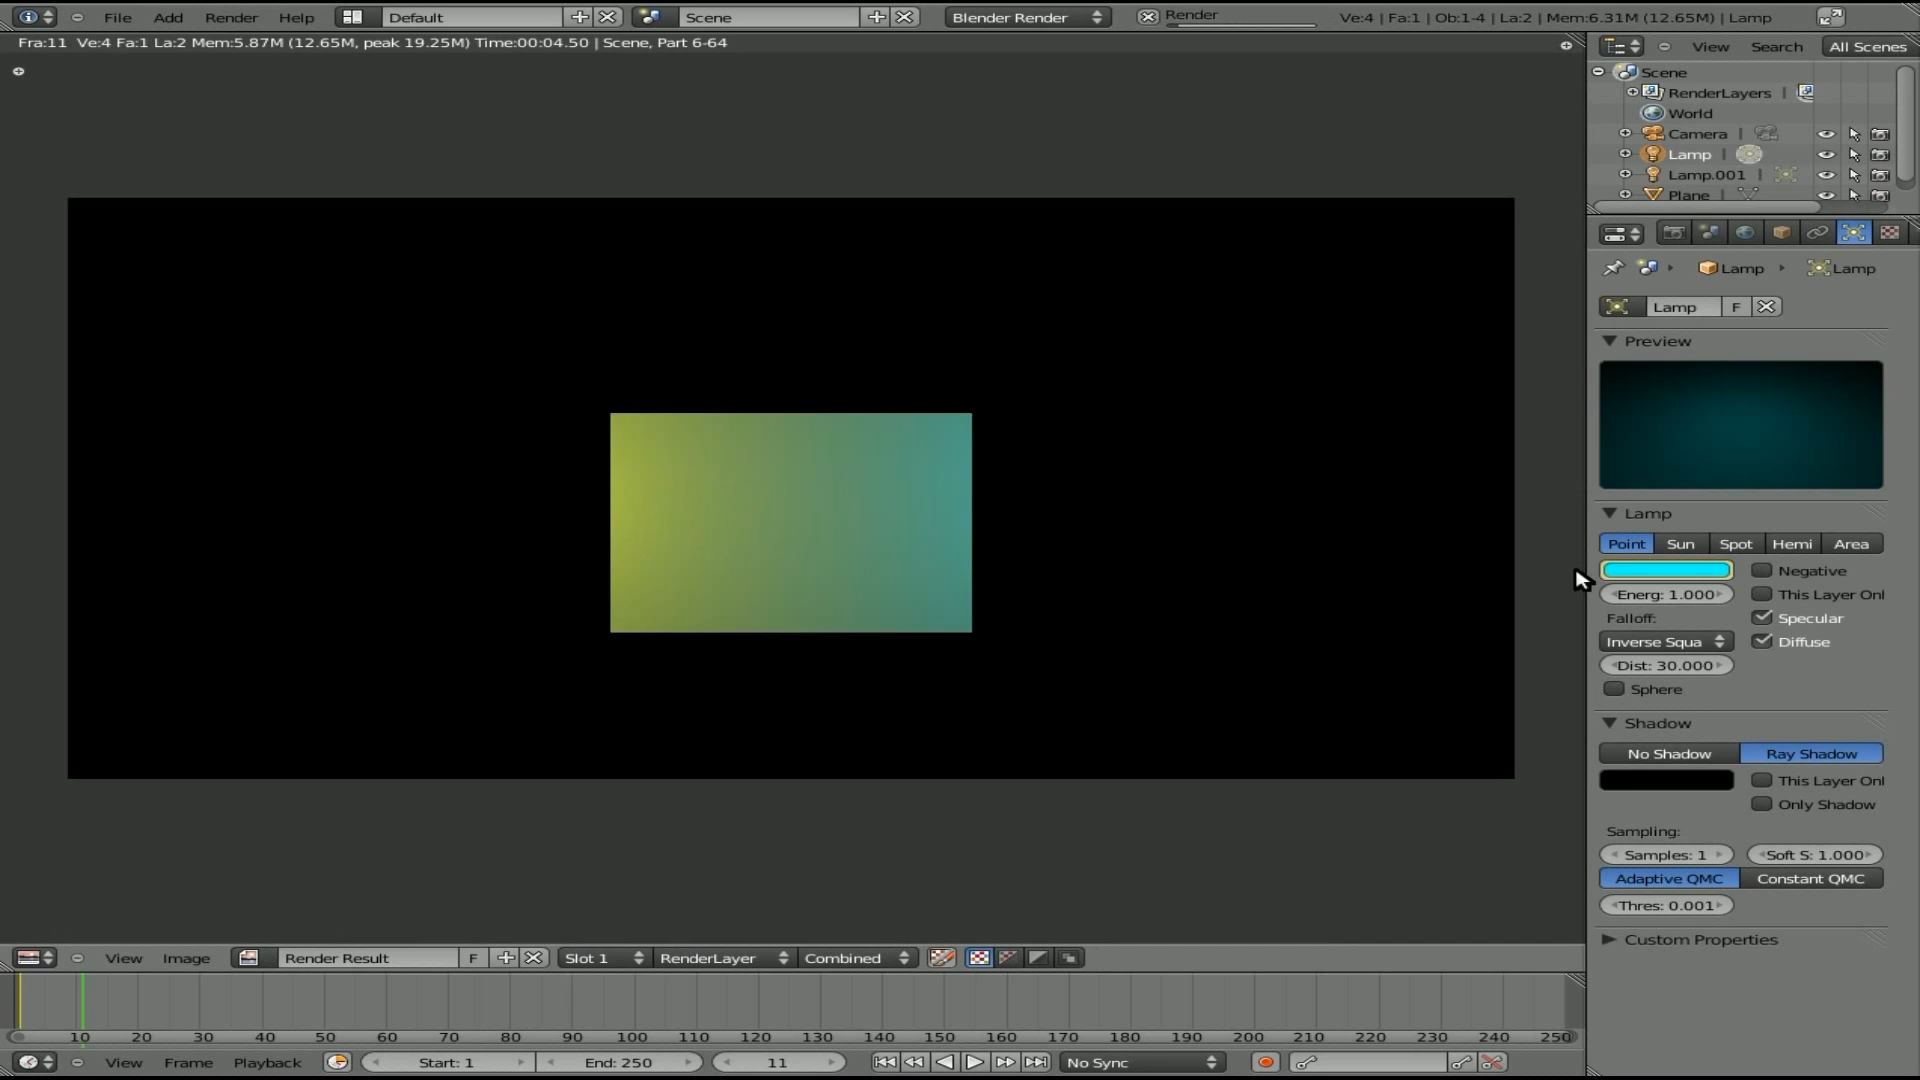 File Add Render Help Default Scene Blender Render Render Ve:4 | Fa:1 | Ob:1-4 | La:2 | Mem:6.31M (12.65M) | Lamp
Fra:11 Ve:4 Fa:1 La:2 Mem:5.87M (12.65M, peak 19.25M) Time:00:04.50 | Scene, Part 6-64
View Search All Scenes
Scene
RenderLayers |
World
Camera |
Lamp |
Lamp.001 |
Plane |
Lamp Lamp
Lamp F
Preview
Lamp
Point Sun Spot Hemi Area
Negative
Energ: 1.000 This Layer Onl
Falloff: Specular
Inverse Squa Diffuse
Dist: 30.000
Sphere
Shadow
No Shadow Ray Shadow
This Layer Onl
Only Shadow
Sampling:
Samples: 1 Soft S: 1.000
Adaptive QMC Constant QMC
Thres: 0.001
Custom Properties
View Image Render Result F Slot 1 RenderLayer Combined
10 20 30 40 50 60 70 80 90 100 110 120 130 140 150 160 170 180 190 200 210 220 230 240 250
View Frame Playback Start: 1 End: 250 11 No Sync